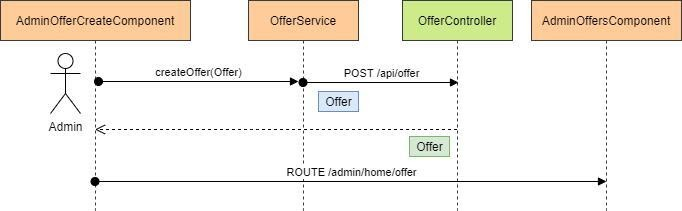 AdminOfferCreateComponent
OfferService
OfferController
AdminOffersComponent
createOffer(Offer)
POST /api/offer
Offer
Admin
Offer
ROUTE /admin/home/offer